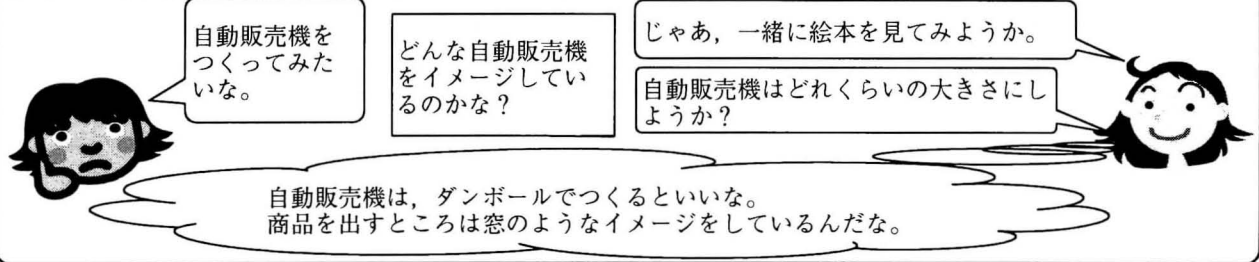 自動販売機を
つくってみた
いな。
どんな自動販売機
をイメージしてい
るのかな？
じゃあ，一緒に絵本を見てみようか。
自動販売機はどれくらいの大きさにし
ようか？
自動販売機は，ダンボールでつくるといいな。
商品を出すところは窓のようなイメージをしているんだな。